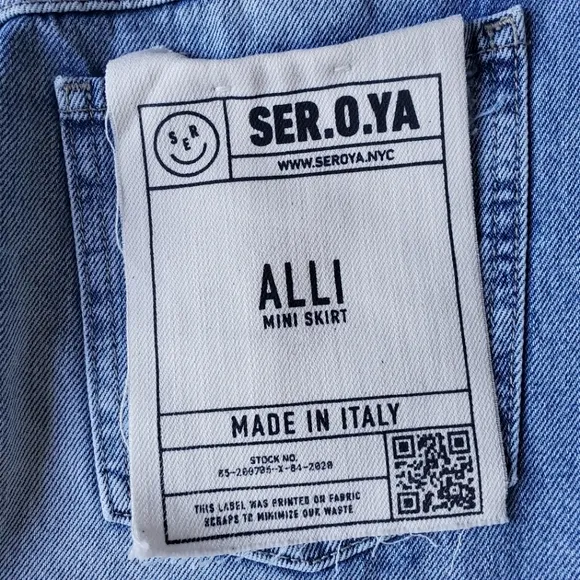 SER
SER.O.YA
WWW.SEROYA.NYC
ALLI
MINI SKIRT
MADE IN ITALY
STOCK NO.
THIS LABEL WAS PRINTED ON FABRIC
SCRAPS TO MINIMIZE OUR WASTE